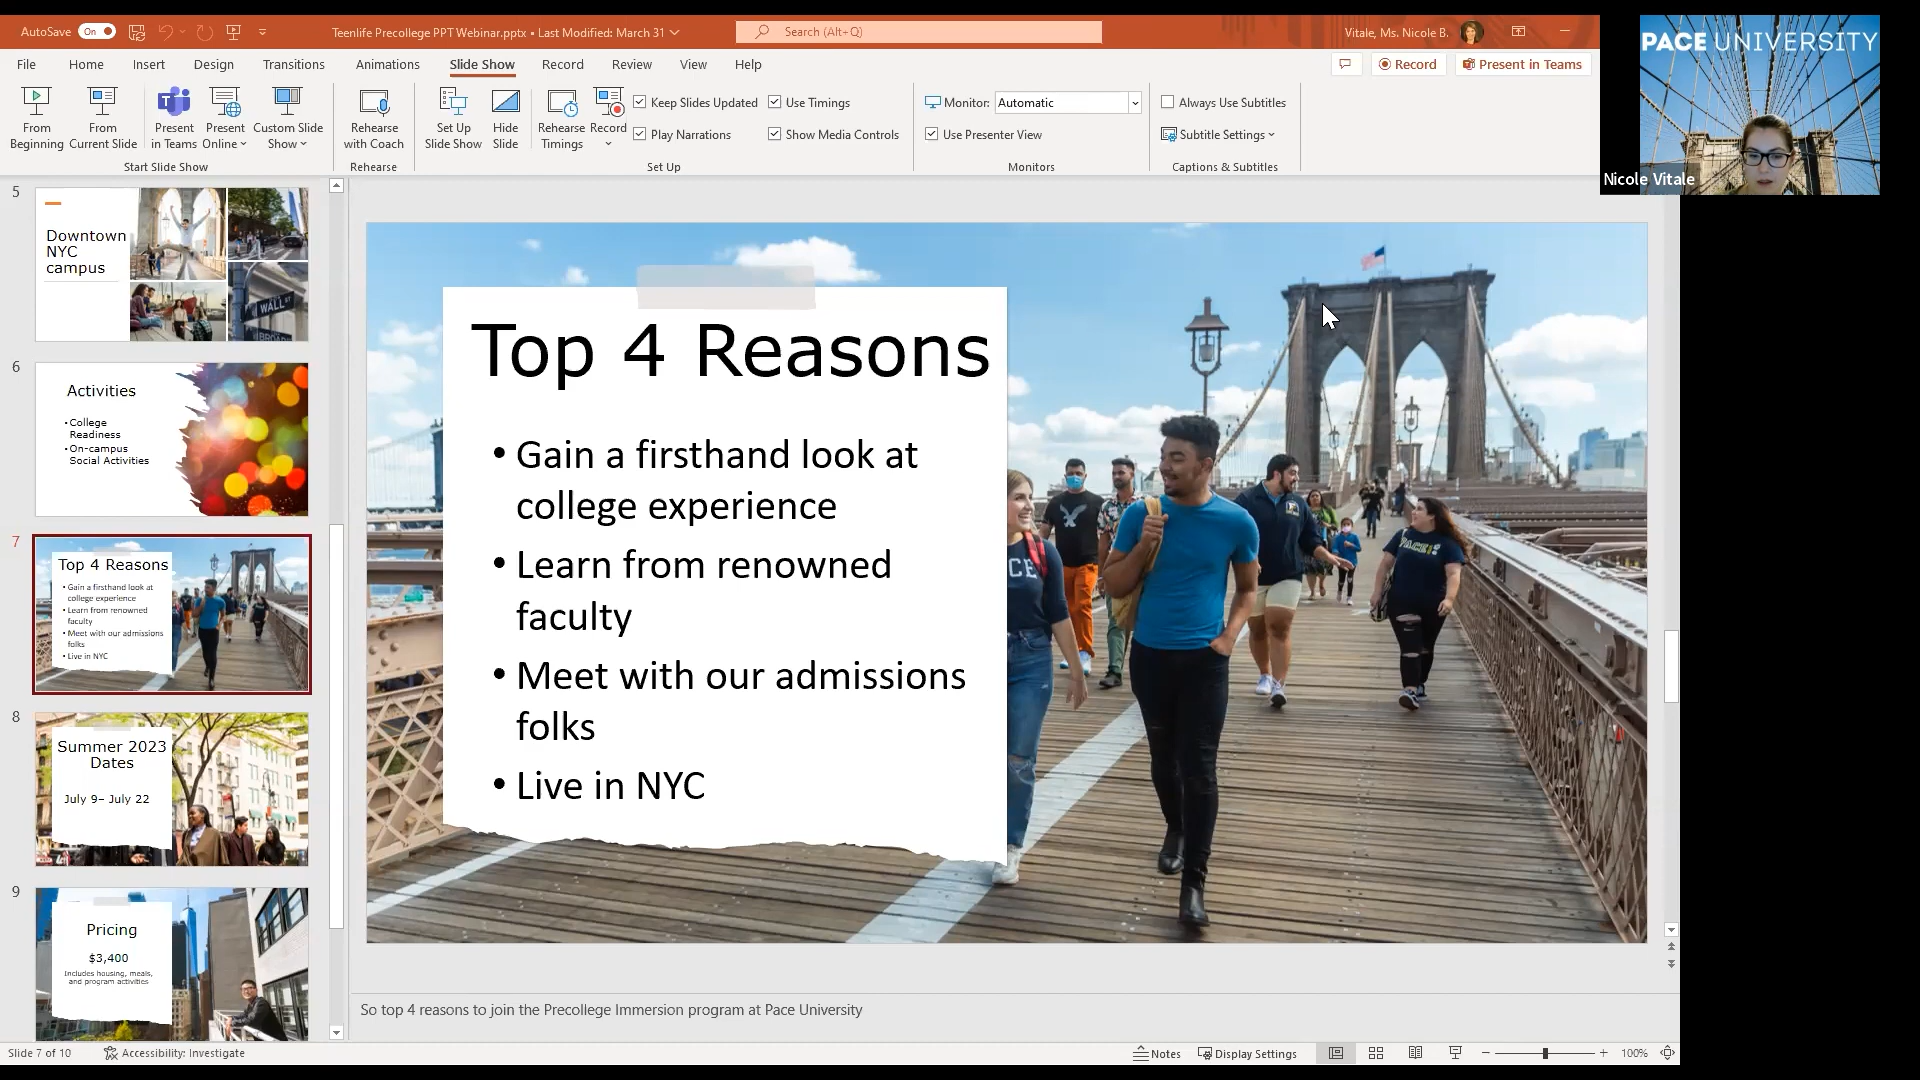 AutoSave On
Teenlife Precollege PPT Webinar.pptx • Last Modified: March 31
Search (Alt+Q)
Vitale, Ms. Nicole B.
File Home Insert Design Transitions Animations Slide Show Record Review View Help
Record
Present in Teams
From Beginning
From Current Slide
Present in Teams
Present Online
Custom Slide Show
Start Slide Show
Rehearse with Coach
Rehearse
Set Up Slide Show
Hide Slide
Rehearse Timings
Record
Keep Slides Updated
Use Timings
Play Narrations
Show Media Controls
Set Up
Monitor: Automatic
Use Presenter View
Monitors
Always Use Subtitles
Subtitle Settings
Captions & Subtitles
PACE UNIVERSITY
Nicole Vitale
5
Downtown
NYC
campus
WALL ST
BROAD
6
Activities
• College
Readiness
• On-campus
Social Activities
7
Top 4 Reasons
• Gain a firsthand look at
college experience
• Learn from renowned
faculty
• Meet with our admissions
folks
• Live in NYC
8
Summer 2023
Dates
July 9– July 22
9
Pricing
$3,400
Includes housing, meals,
and program activities
Top 4 Reasons
• Gain a firsthand look at
college experience
• Learn from renowned
faculty
• Meet with our admissions
folks
• Live in NYC
CE
PACE
So top 4 reasons to join the Precollege Immersion program at Pace University
Slide 7 of 10
Accessibility: Investigate
Notes
Display Settings
100%